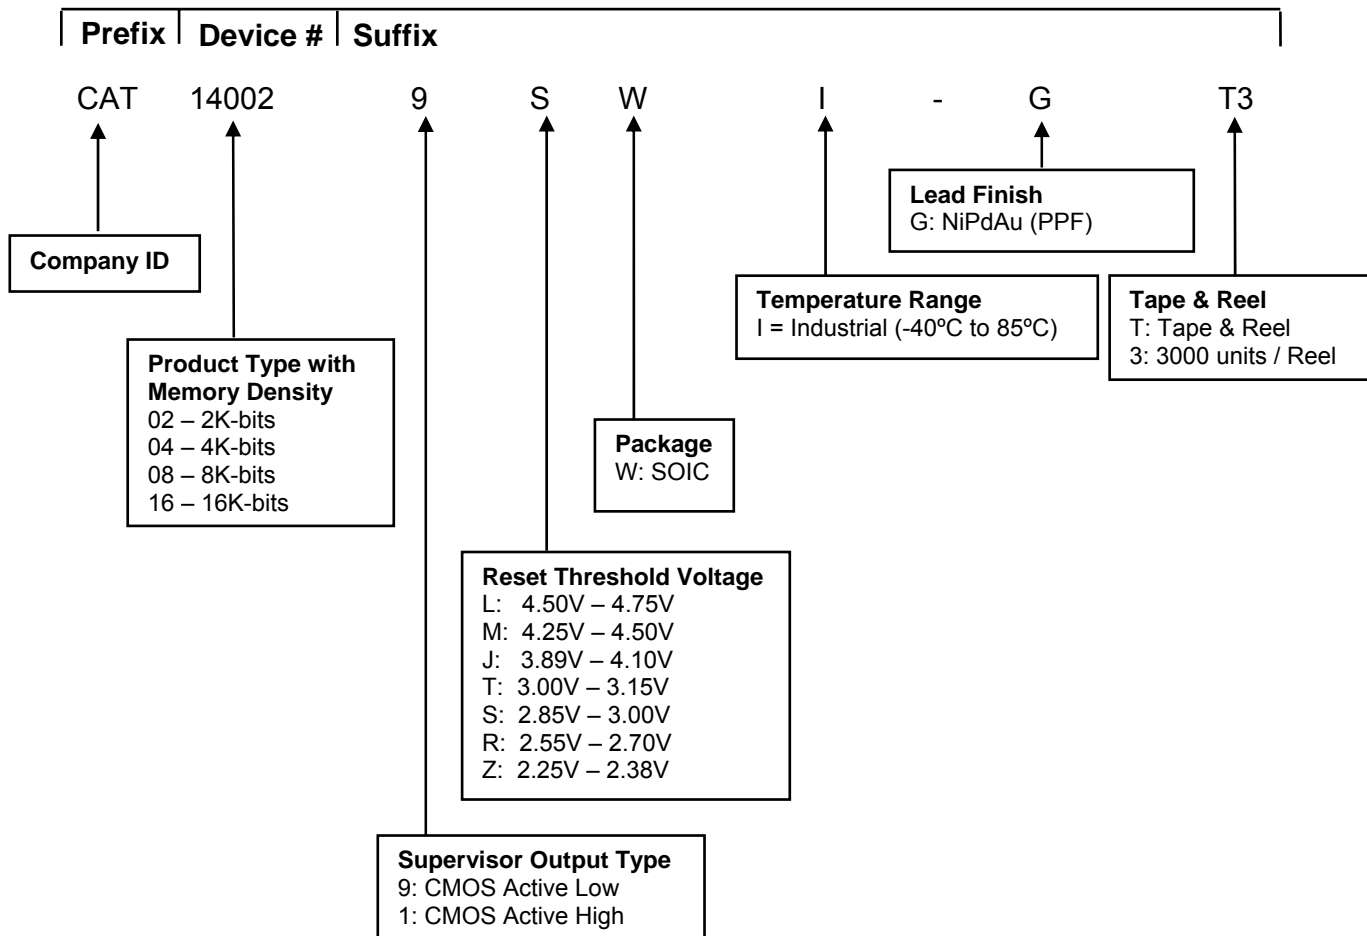 Prefix Device # Suffix
CAT 14002 9 S W I - G T3
Lead Finish
G: NiPdAu (PPF)
Company ID
Temperature Range
I = Industrial (-40ºC to 85ºC)
Tape & Reel
T: Tape & Reel
3: 3000 units / Reel
Product Type with
Memory Density
02 – 2K-bits
04 – 4K-bits
08 – 8K-bits
16 – 16K-bits
Package
W: SOIC
Reset Threshold Voltage
L: 4.50V – 4.75V
M: 4.25V – 4.50V
J: 3.89V – 4.10V
T: 3.00V – 3.15V
S: 2.85V – 3.00V
R: 2.55V – 2.70V
Z: 2.25V – 2.38V
Supervisor Output Type
9: CMOS Active Low
1: CMOS Active High